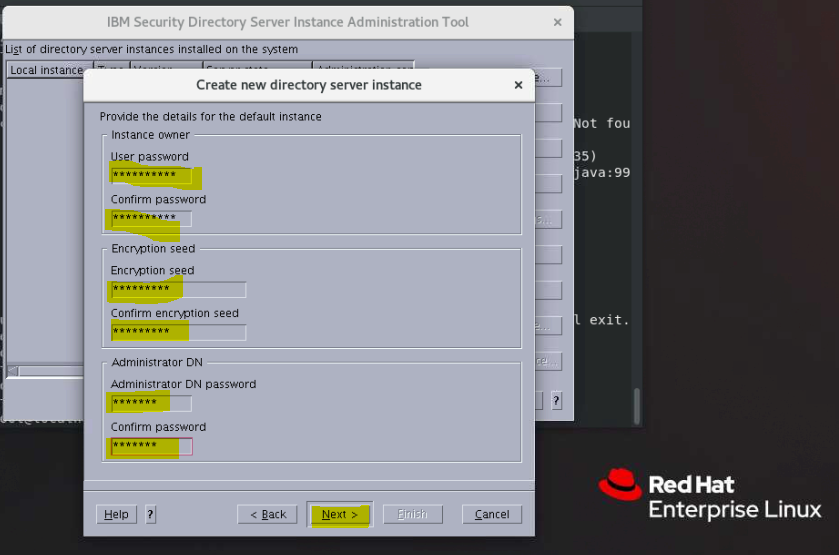 IBM Security Directory Server Instance Administration Tool ×
List of directory server instances installed on the system
Local instance Type Version Server state
Create new directory server instance ×
Provide the details for the default instance
Instance owner
User password
**********
Confirm password
**********
Encryption seed
Encryption seed
*********
Confirm encryption seed
*********
Administrator DN
Administrator DN password
*******
Confirm password
*******
Help ? < Back Next > Finish Cancel
e...
s...
e...
re...
?
Not fou
35)
java:99
l exit.
Red Hat
Enterprise Linux